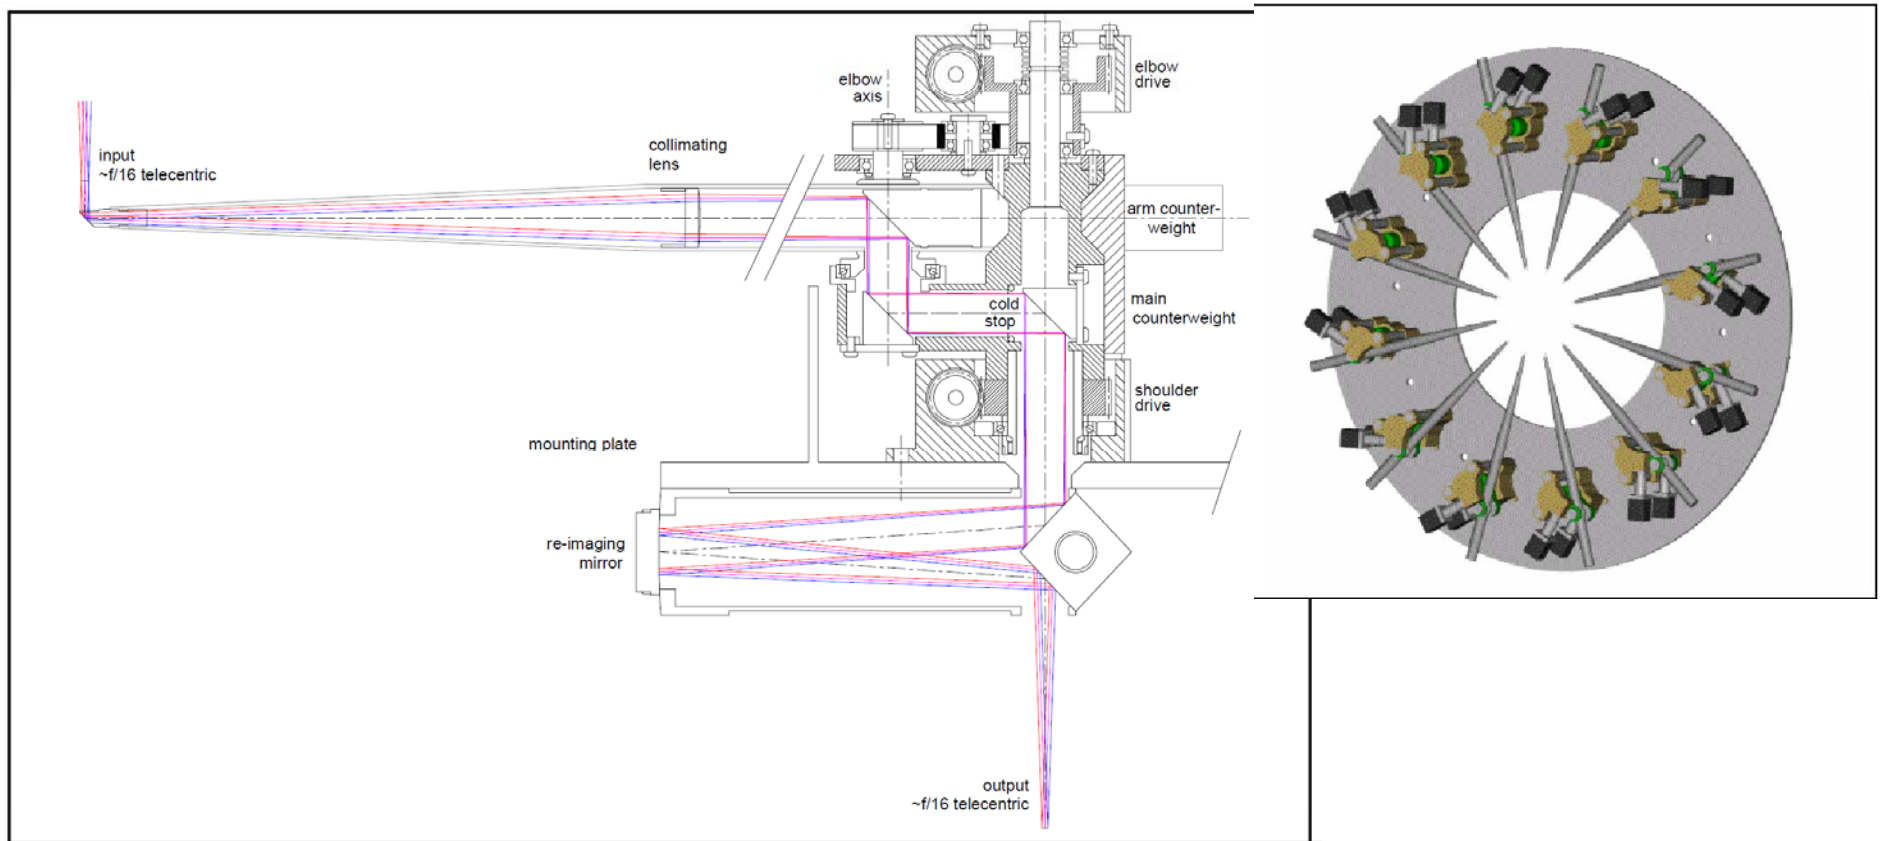 elbow
drive
elbow
axis
collimating
lens
input
~f/16 telecentric
arm counter-
weight
cold
stop
main
counterweight
shoulder
drive
mounting plate
re-imaging
mirror
output
~f/16 telecentric